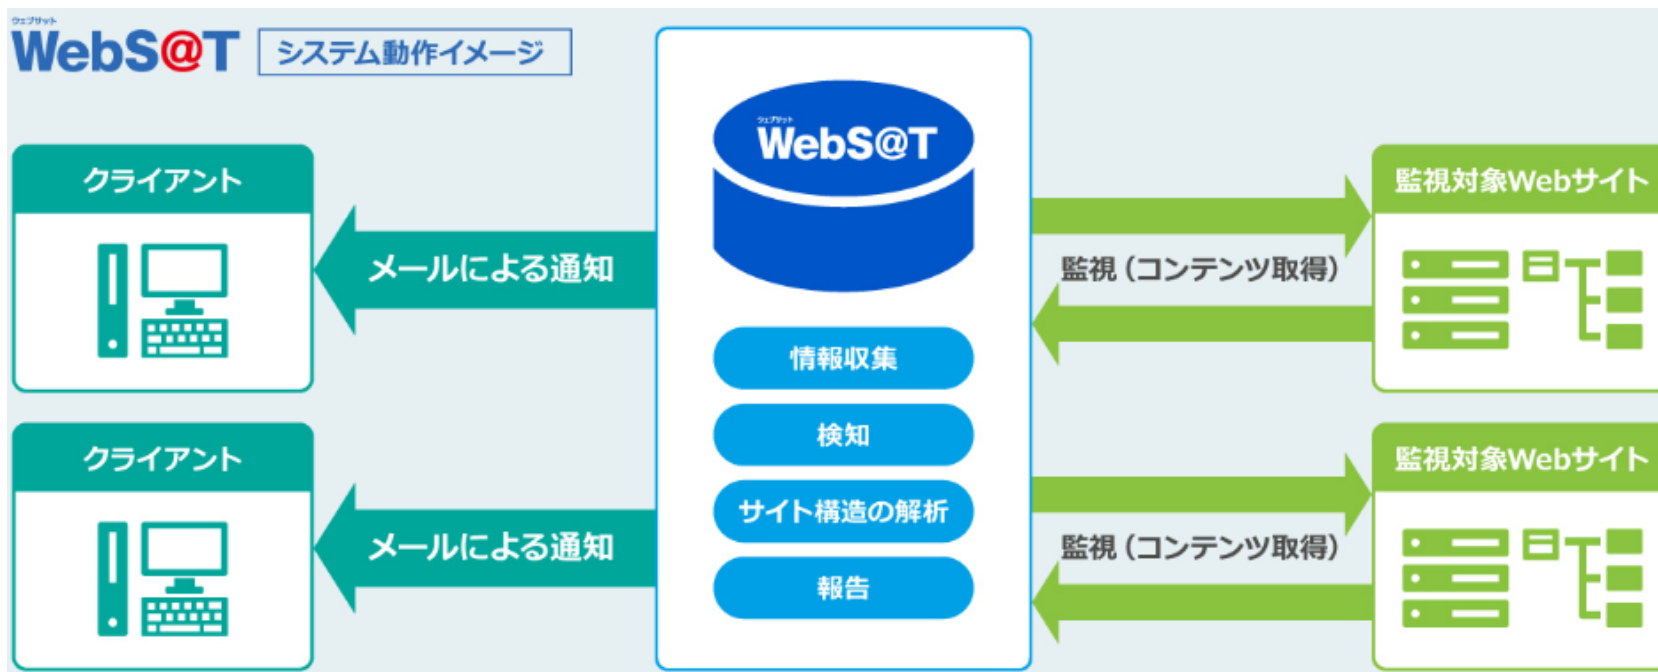 ウェブサット
WebS@T
システム動作イメージ
クライアント
メールによる通知
クライアント
メールによる通知
ウェブサット
WebS@T
情報収集
検知
サイト構造の解析
報告
監視対象Webサイト
監視（コンテンツ取得）
監視対象Webサイト
監視（コンテンツ取得）